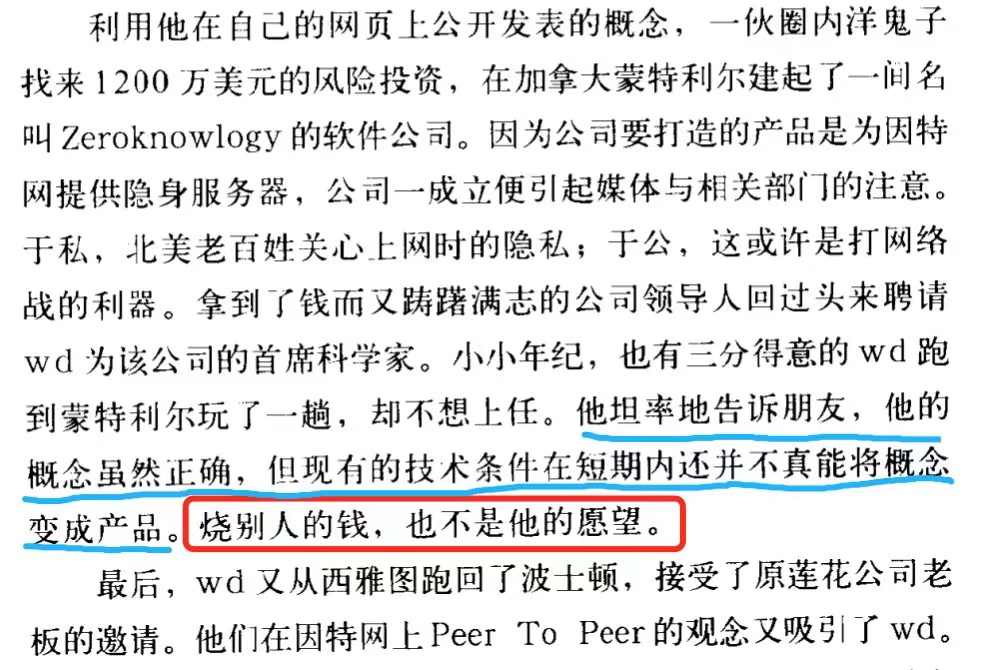 利用他在自己的网页上公开发表的概念，一伙圈内洋鬼子
找来1200万美元的风险投资，在加拿大蒙特利尔建起了一间名
叫Zeroknowlogy的软件公司。因为公司要打造的产品是为因特
网提供隐身服务器，公司一成立便引起媒体与相关部门的注意。
于私，北美老百姓关心上网时的隐私；于公，这或许是打网络
战的利器。拿到了钱而又踌躇满志的公司领导人回过头来聘请
wd为该公司的首席科学家。小小年纪，也有三分得意的wd跑
到蒙特利尔玩了一趟，却不想上任。他坦率地告诉朋友，他的
概念虽然正确，但现有的技术条件在短期内还并不真能将概念
变成产品。烧别人的钱，也不是他的愿望。
最后，wd又从西雅图跑回了波士顿，接受了原莲花公司老
板的邀请。他们在因特网上Peer To Peer的观念又吸引了wd。